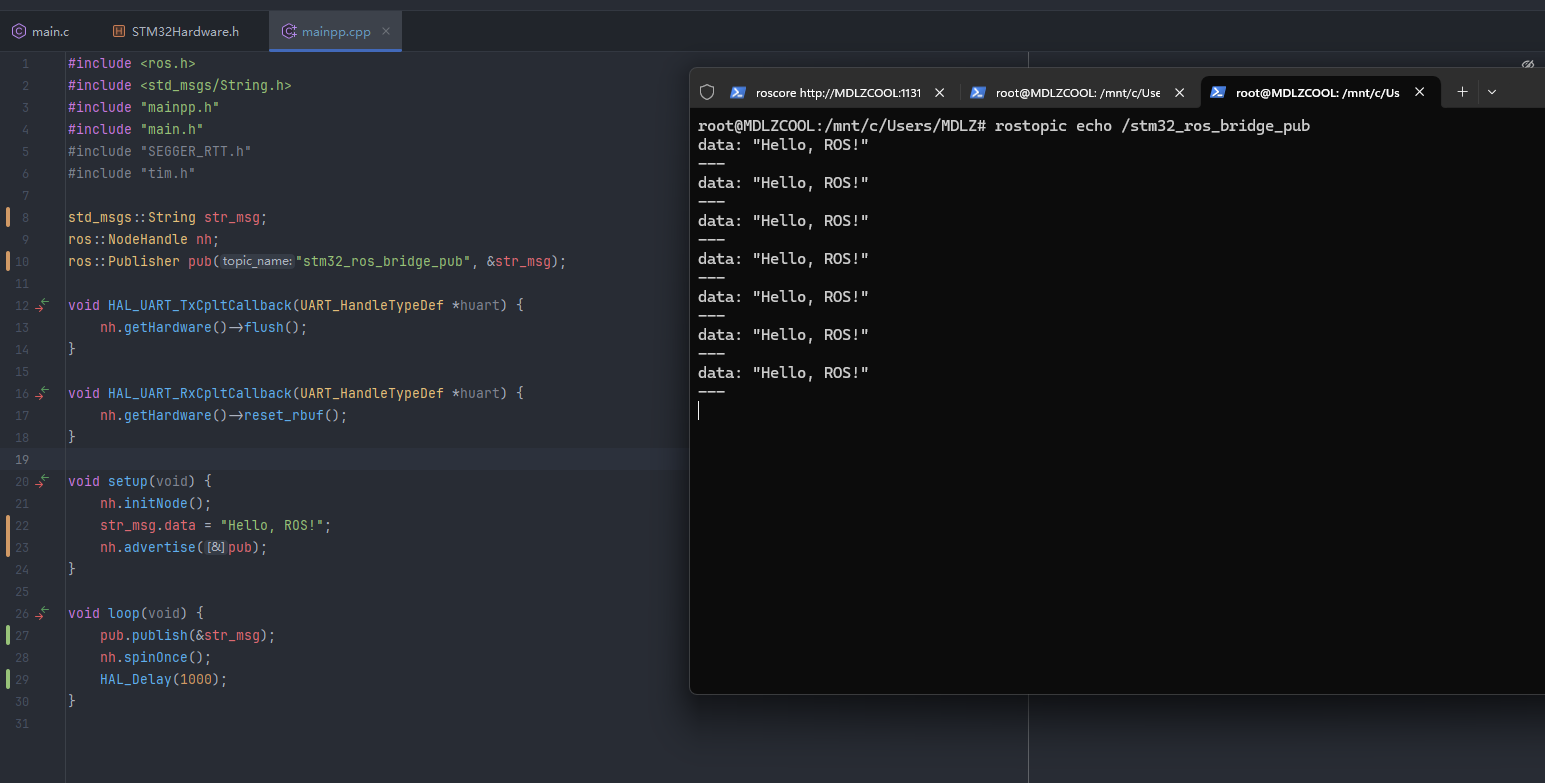 main.c STM32Hardware.h mainpp.cpp
1 #include <ros.h>
2 #include <std_msgs/String.h>
3 #include "mainpp.h"
4 #include "main.h"
5 #include "SEGGER_RTT.h"
6 #include "tim.h"
7
8 std_msgs::String str_msg;
9 ros::NodeHandle nh;
10 ros::Publisher pub( topic_name: "stm32_ros_bridge_pub", &str_msg);
11
12 void HAL_UART_TxCpltCallback(UART_HandleTypeDef *huart) {
13 nh.getHardware()->flush();
14 }
15
16 void HAL_UART_RxCpltCallback(UART_HandleTypeDef *huart) {
17 nh.getHardware()->reset_rbuf();
18 }
19
20 void setup(void) {
21 nh.initNode();
22 str_msg.data = "Hello, ROS!";
23 nh.advertise( [&] pub);
24 }
25
26 void loop(void) {
27 pub.publish(&str_msg);
28 nh.spinOnce();
29 HAL_Delay(1000);
30 }
31
roscore http://MDLZCOOL:1131 root@MDLZCOOL: /mnt/c/Use root@MDLZCOOL: /mnt/c/Us
root@MDLZCOOL:/mnt/c/Users/MDLZ# rostopic echo /stm32_ros_bridge_pub
data: "Hello, ROS!"
---
data: "Hello, ROS!"
---
data: "Hello, ROS!"
---
data: "Hello, ROS!"
---
data: "Hello, ROS!"
---
data: "Hello, ROS!"
---
data: "Hello, ROS!"
---